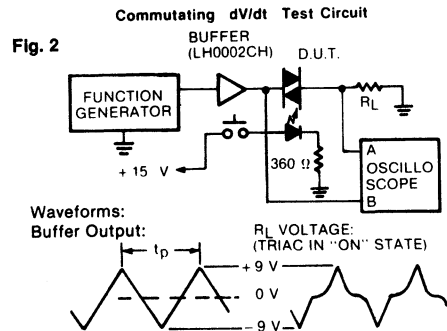 Commutating dV/dt Test Circuit
Fig. 2
BUFFER
(LH0002CH)
D.U.T.
FUNCTION
GENERATOR
RL
+ 15 V
360 Ω
A
OSCILLO
SCOPE
B
Waveforms:
Buffer Output:
RL VOLTAGE:
(TRIAC IN "ON" STATE)
tp
+9 V
0 V
–9 V